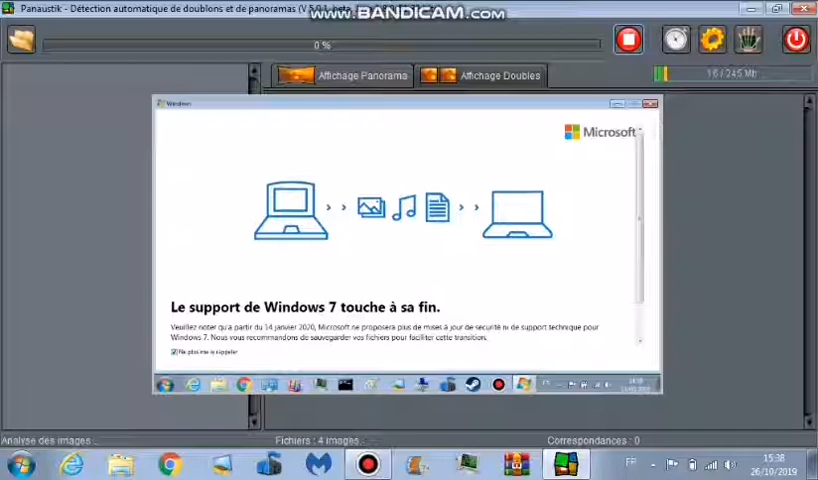 Panaustik - Détection automatique de doublons et de panoramas (V 5.0.1 beta
www.BANDICAM.com
0 %
Affichage Panorama
Affichage Doubles
16 / 245 Mb
Windows
Microsoft
Le support de Windows 7 touche à sa fin.
Veuillez noter qu'à partir du 14 janvier 2020, Microsoft ne proposera plus de mises à jour de sécurité ni de support technique pour
Windows 7. Nous vous recommandons de sauvegarder vos fichiers pour faciliter cette transition.
Ne plus me le rappeler
FR
Analyse des images
Fichiers : 4 images
Correspondances : 0
FR
15:38
26/10/2019